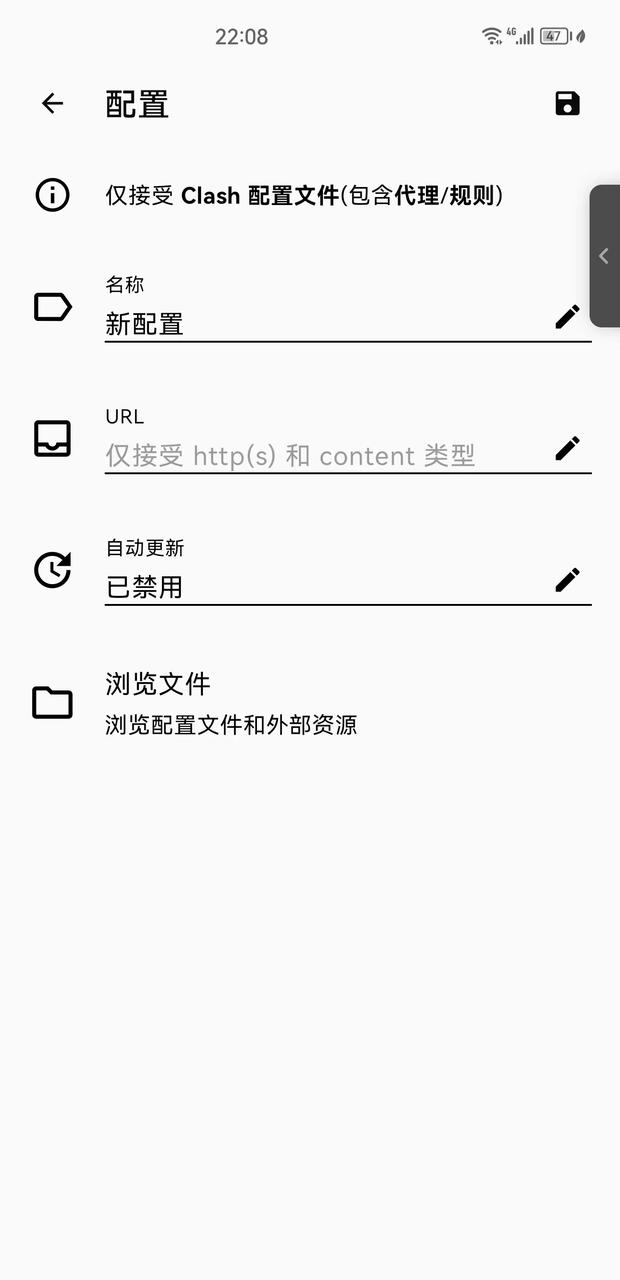 22:08 4G 47
配置
仅接受 Clash 配置文件(包含代理/规则)
名称
新配置
URL
仅接受 http(s) 和 content 类型
自动更新
已禁用
浏览文件
浏览配置文件和外部资源